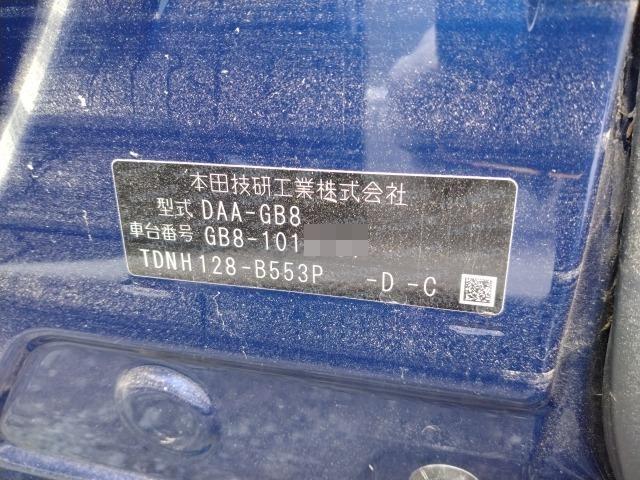 本田技研工業株式会社
型式 DAA-GB8
車台番号 GB8-101
TDNH128-B553P -D -C